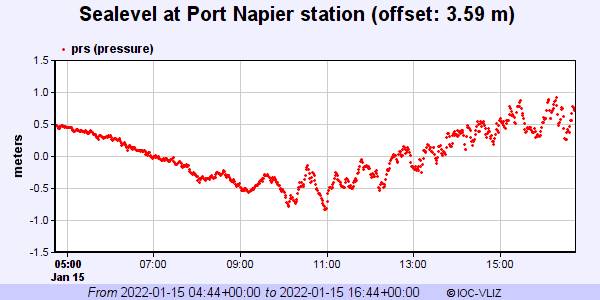 Sealevel at Port Napier station (offset: 3.59 m)
prs (pressure)
1.5
1.0
0.5
0.0
-0.5
-1.0
-1.5
meters
05:00 07:00 09:00 11:00 13:00 15:00
Jan 15
From 2022-01-15 04:44+00:00 to 2022-01-15 16:44+00:00 © IOC-VLIZ